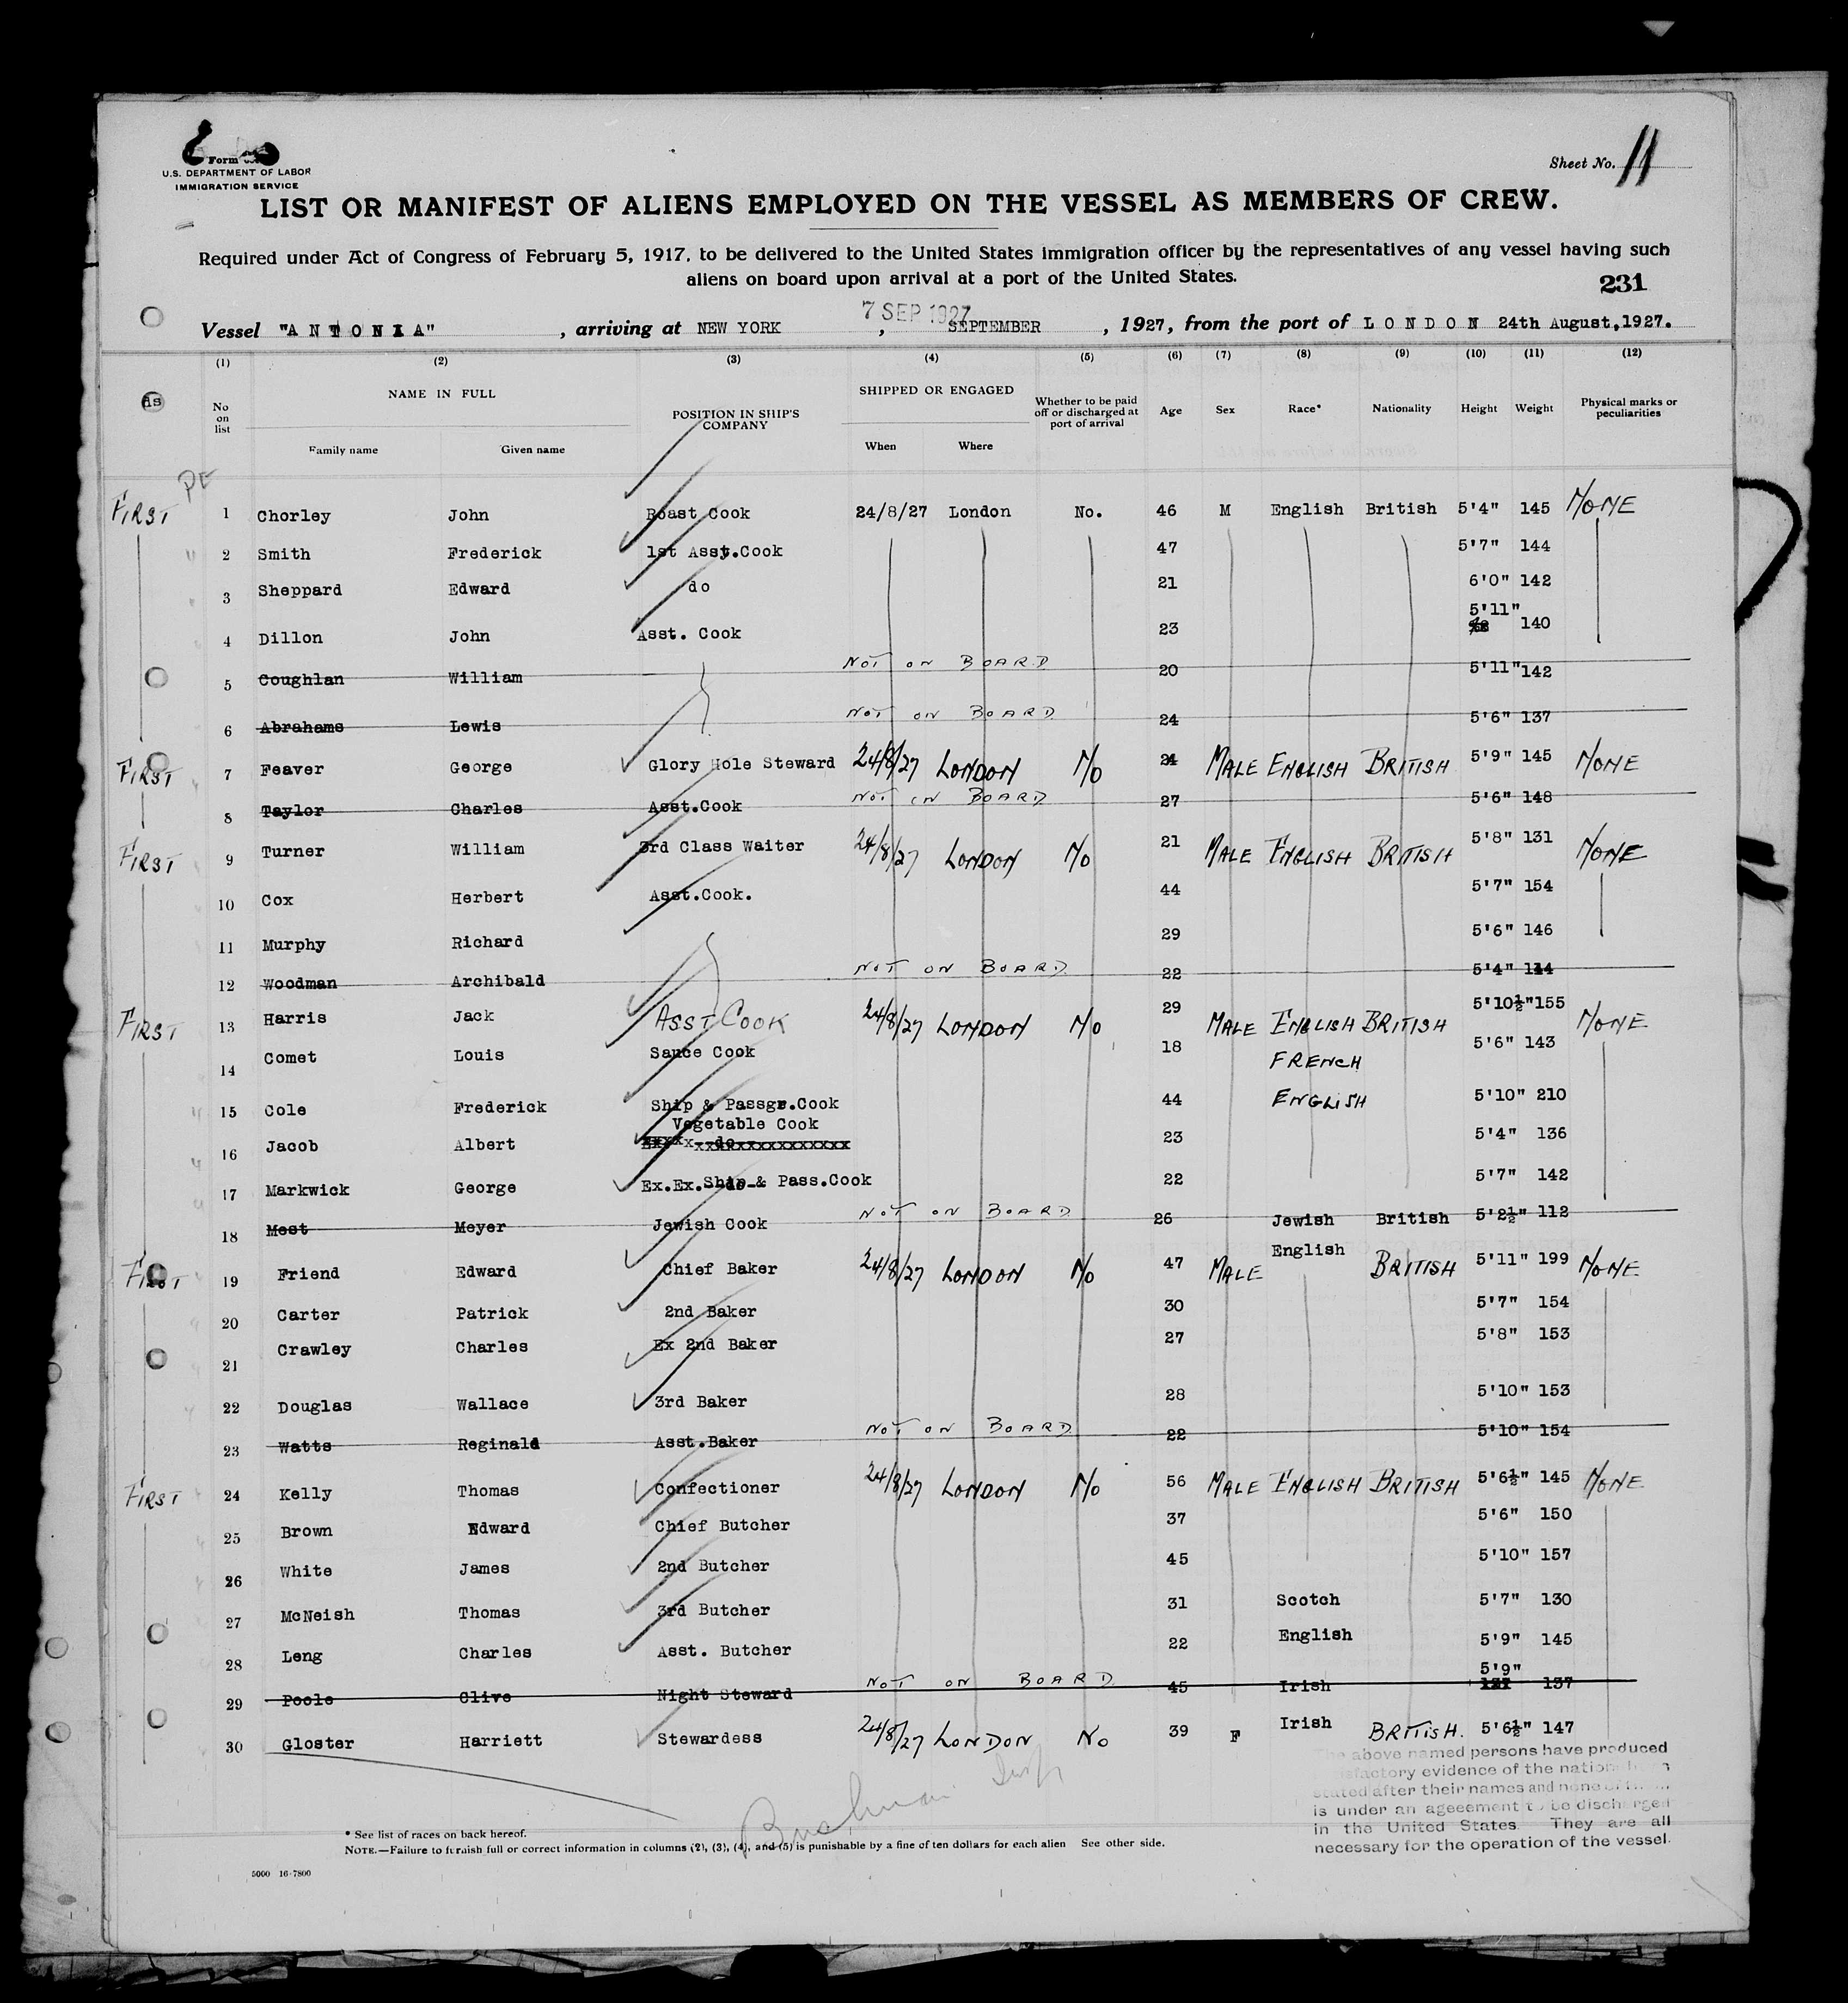 Form
U.S. DEPARTMENT OF LABOR
IMMIGRATION SERVICE
Sheet No. 11
LIST OR MANIFEST OF ALIENS EMPLOYED ON THE VESSEL AS MEMBERS OF CREW.
Required under Act of Congress of February 5, 1917, to be delivered to the United States immigration officer by the representatives of any vessel having such
aliens on board upon arrival at a port of the United States.
231
7 SEP 1927
Vessel "ANTONIA", arriving at NEW YORK, SEPTEMBER, 1927, from the port of LONDON 24th August, 1927.
(1) (2) (3) (4) (5) (6) (7) (8) (9) (10) (11) (12)
ds No on list NAME IN FULL Family name Given name POSITION IN SHIP'S COMPANY SHIPPED OR ENGAGED When Where Whether to be paid off or discharged at port of arrival Age Sex Race* Nationality Height Weight Physical marks or peculiarities
PE
FIRST 1 Chorley John Roast Cook 24/8/27 London No. 46 M English British 5'4" 145 NONE
2 Smith Frederick 1st Asst.Cook 47 5'7" 144
3 Sheppard Edward do 21 6'0" 142
4 Dillon John Asst. Cook 23 5'11" 140
5 Coughlan William NOT ON BOARD 20 5'11" 142
6 Abrahams Lewis NOT ON BOARD 24 5'6" 137
FIRST 7 Feaver George Glory Hole Steward 24/8/27 LONDON No 24 MALE ENGLISH BRITISH 5'9" 145 NONE
8 Taylor Charles Asst.Cook NOT ON BOARD 27 5'6" 148
FIRST 9 Turner William 3rd Class Waiter 24/8/27 LONDON No 21 MALE ENGLISH BRITISH 5'8" 131 NONE
10 Cox Herbert Asst.Cook. 44 5'7" 154
11 Murphy Richard 29 5'6" 146
12 Woodman Archibald NOT ON BOARD 22 5'4" 114
FIRST 13 Harris Jack ASST COOK 24/8/27 LONDON No 29 MALE ENGLISH BRITISH 5'10½" 155 NONE
14 Comet Louis Sauce Cook 18 FRENCH 5'6" 143
15 Cole Frederick Ship & Passgr.Cook 44 ENGLISH 5'10" 210
16 Jacob Albert Vegetable Cook 23 5'4" 136
17 Markwick George Ex.Ex. Ship & Pass.Cook 22 5'7" 142
18 Mest Meyer Jewish Cook NOT ON BOARD 26 Jewish British 5'2½" 112
FIRST 19 Friend Edward Chief Baker 24/8/27 LONDON No 47 MALE English BRITISH 5'11" 199 NONE
20 Carter Patrick 2nd Baker 30 5'7" 154
21 Crawley Charles Ex 2nd Baker 27 5'8" 153
22 Douglas Wallace 3rd Baker 28 5'10" 153
23 Watts Reginald Asst.Baker NOT ON BOARD 22 5'10" 154
FIRST 24 Kelly Thomas Confectioner 24/8/27 LONDON No 56 MALE ENGLISH BRITISH 5'6½" 145 NONE
25 Brown Edward Chief Butcher 37 5'6" 150
26 White James 2nd Butcher 45 5'10" 157
27 McNeish Thomas 3rd Butcher 31 Scotch 5'7" 130
28 Leng Charles Asst. Butcher 22 English 5'9" 145
29 Poole Clive Night Steward NOT ON BOARD 45 Irish 5'9" 137
30 Gloster Harriett Stewardess 24/8/27 LONDON No 39 F Irish BRITISH. 5'6½" 147
The above named persons have produced
satisfactory evidence of the
stated after their names and none of
is under an ageeement to be discharged
in the United States. They are all
necessary for the operation of the vessel.
* See list of races on back hereof.
NOTE.—Failure to furnish full or correct information in columns (2), (3), (4), and (5) is punishable by a fine of ten dollars for each alien See other side.
5000 16-7800